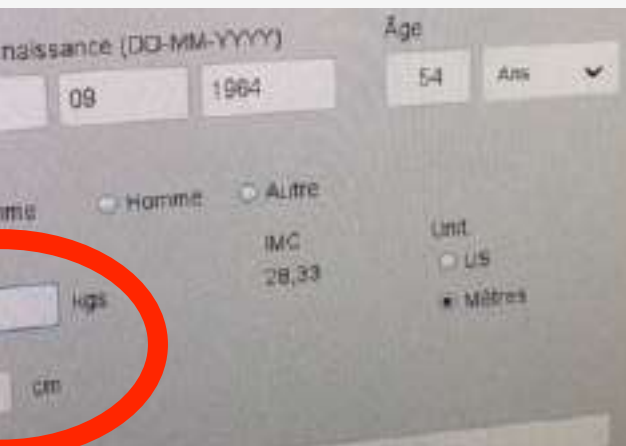 naissance (DD-MM-YYYY) Âge
09 1964 54 Ans
mme Homme Autre
IMC Unit
28,33 US
kgs Mètres
cm